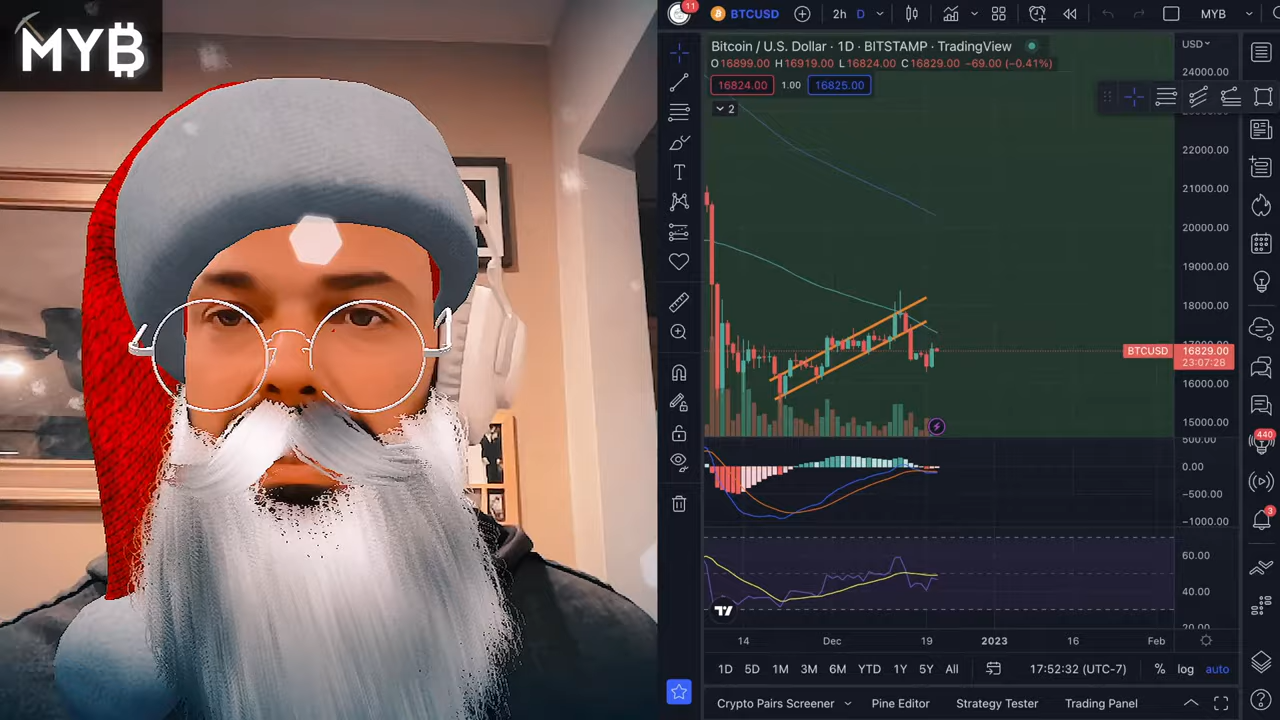 MYB
11
BTCUSD
2h
D
MYB
Bitcoin / U.S. Dollar · 1D · BITSTAMP · TradingView
O16899.00 H16919.00 L16824.00 C16829.00 −69.00 (−0.41%)
16824.00
1.00
16825.00
2
USD
24000.00
22000.00
21000.00
20000.00
19000.00
18000.00
BTCUSD
16829.00
23:07:28
16000.00
15000.00
500.00
0.00
−500.00
−1000.00
60.00
40.00
20.00
440
3
14
Dec
19
2023
16
Feb
1D
5D
1M
3M
6M
YTD
1Y
5Y
All
17:52:32 (UTC-7)
%
log
auto
Crypto Pairs Screener
Pine Editor
Strategy Tester
Trading Panel